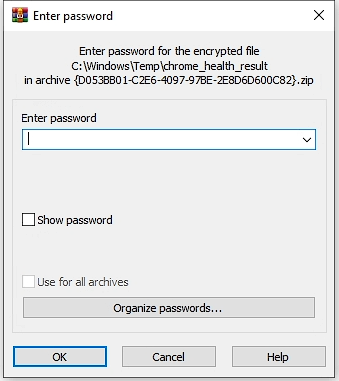 Enter password
Enter password for the encrypted file
C:\Windows\Temp\chrome_health_result
in archive {D053BB01-C2E6-4097-97BE-2E8D6D600C82}.zip
Enter password
Show password
Use for all archives
Organize passwords...
OK Cancel Help